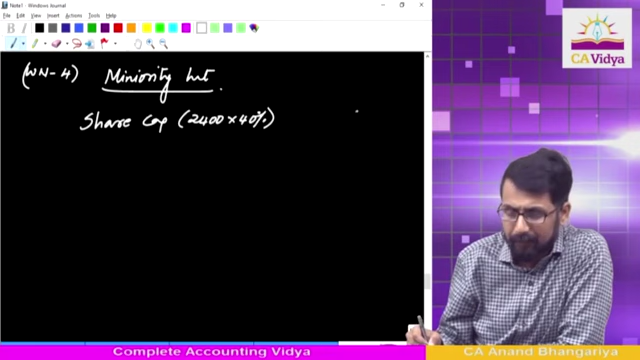 Note1 - Windows Journal
File Edit View Insert Actions Tools Help
(WN-4) Miniority Int.
Share Cap (2400 x 40%)
CA Vidya
Complete Accounting Vidya
CA Anand Bhangariya